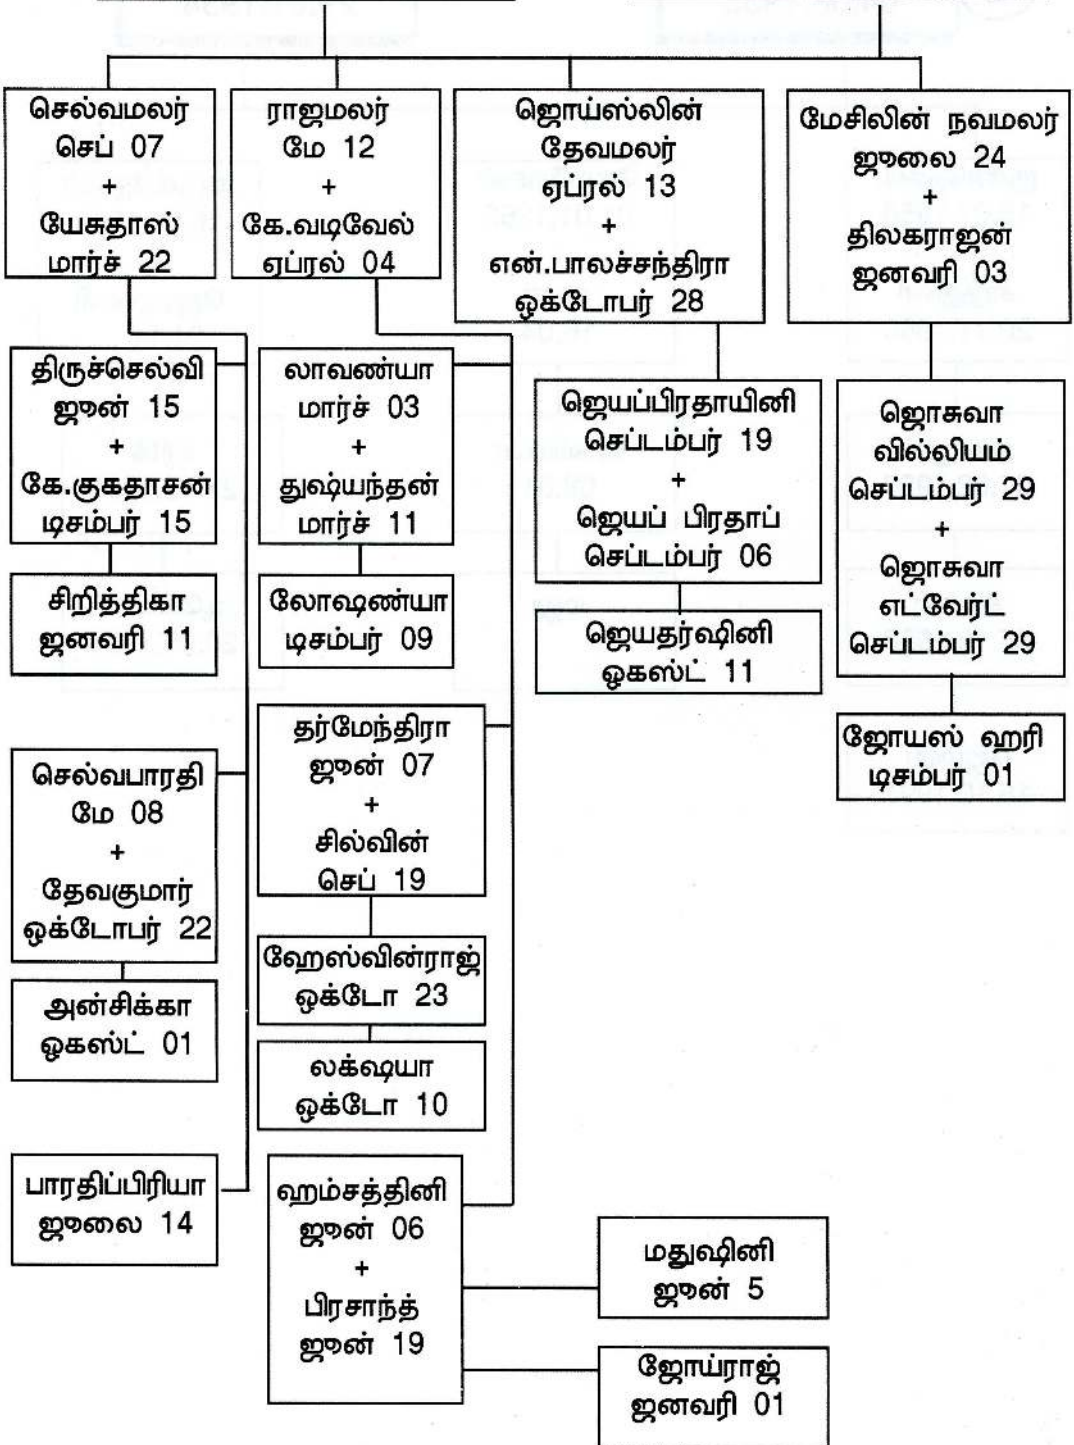 செல்வமலர்
செப் 07
+
யேசுதாஸ்
மார்ச் 22
ராஜமலர்
மே 12
+
கே.வடிவேல்
ஏப்ரல் 04
ஜொய்ஸ்லின்
தேவமலர்
ஏப்ரல் 13
+
என்.பாலச்சந்திரா
ஒக்டோபர் 28
மேசிலின் நவமலர்
ஜூலை 24
+
திலகராஜன்
ஜனவரி 03
திருச்செல்வி
ஜூன் 15
+
கே.குகதாசன்
டிசம்பர் 15
சிறித்திகா
ஜனவரி 11
லாவண்யா
மார்ச் 03
+
துஷ்யந்தன்
மார்ச் 11
லோஷண்யா
டிசம்பர் 09
ஜெயப்பிரதாயினி
செப்டம்பர் 19
+
ஜெயப் பிரதாப்
செப்டம்பர் 06
ஜெயதர்ஷினி
ஒகஸ்ட் 11
ஜொசுவா
வில்லியம்
செப்டம்பர் 29
+
ஜொசுவா
எட்வேர்ட்
செப்டம்பர் 29
ஜோயஸ் ஹரி
டிசம்பர் 01
செல்வபாரதி
மே 08
+
தேவகுமார்
ஒக்டோபர் 22
அன்சிக்கா
ஒகஸ்ட் 01
தர்மேந்திரா
ஜூன் 07
+
சில்வின்
செப் 19
ஹேஸ்வின்ராஜ்
ஒக்டோ 23
லக்ஷயா
ஒக்டோ 10
பாரதிப்பிரியா
ஜூலை 14
ஹம்சத்தினி
ஜூன் 06
+
பிரசாந்த்
ஜூன் 19
மதுஷினி
ஜூன் 5
ஜோய்ராஜ்
ஜனவரி 01